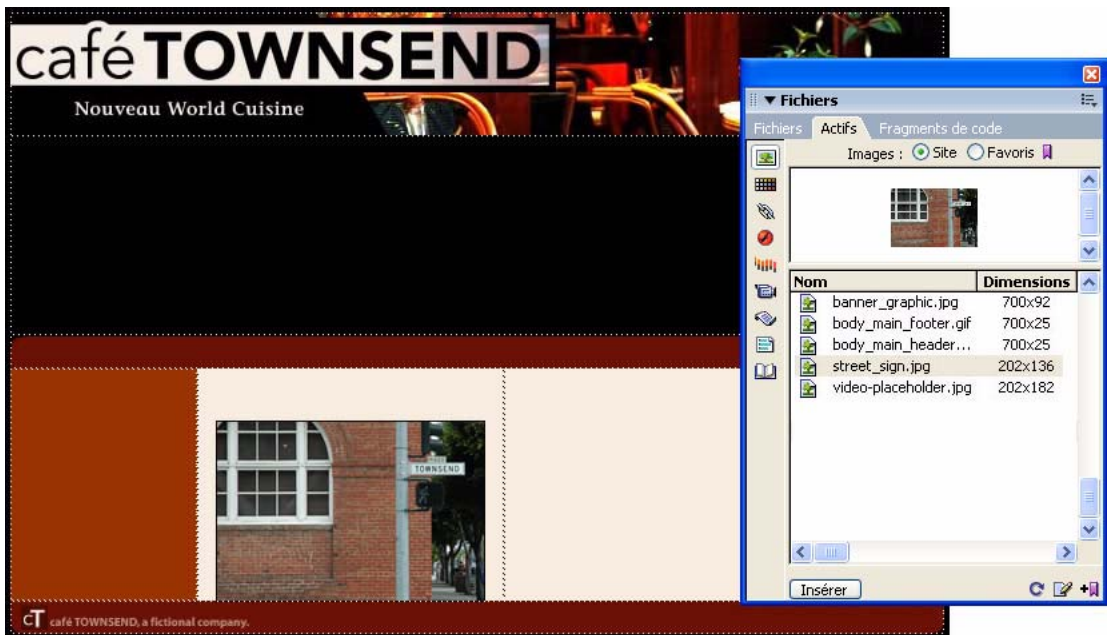 café TOWNSEND
Nouveau World Cuisine
Fichiers
Fichiers Actifs Fragments de code
Images : Site Favoris
Nom Dimensions
banner_graphic.jpg 700x92
body_main_footer.gif 700x25
body_main_header... 700x25
street_sign.jpg 202x136
video-placeholder.jpg 202x182
Insérer
TOWNSEND
cT café TOWNSEND, a fictional company.